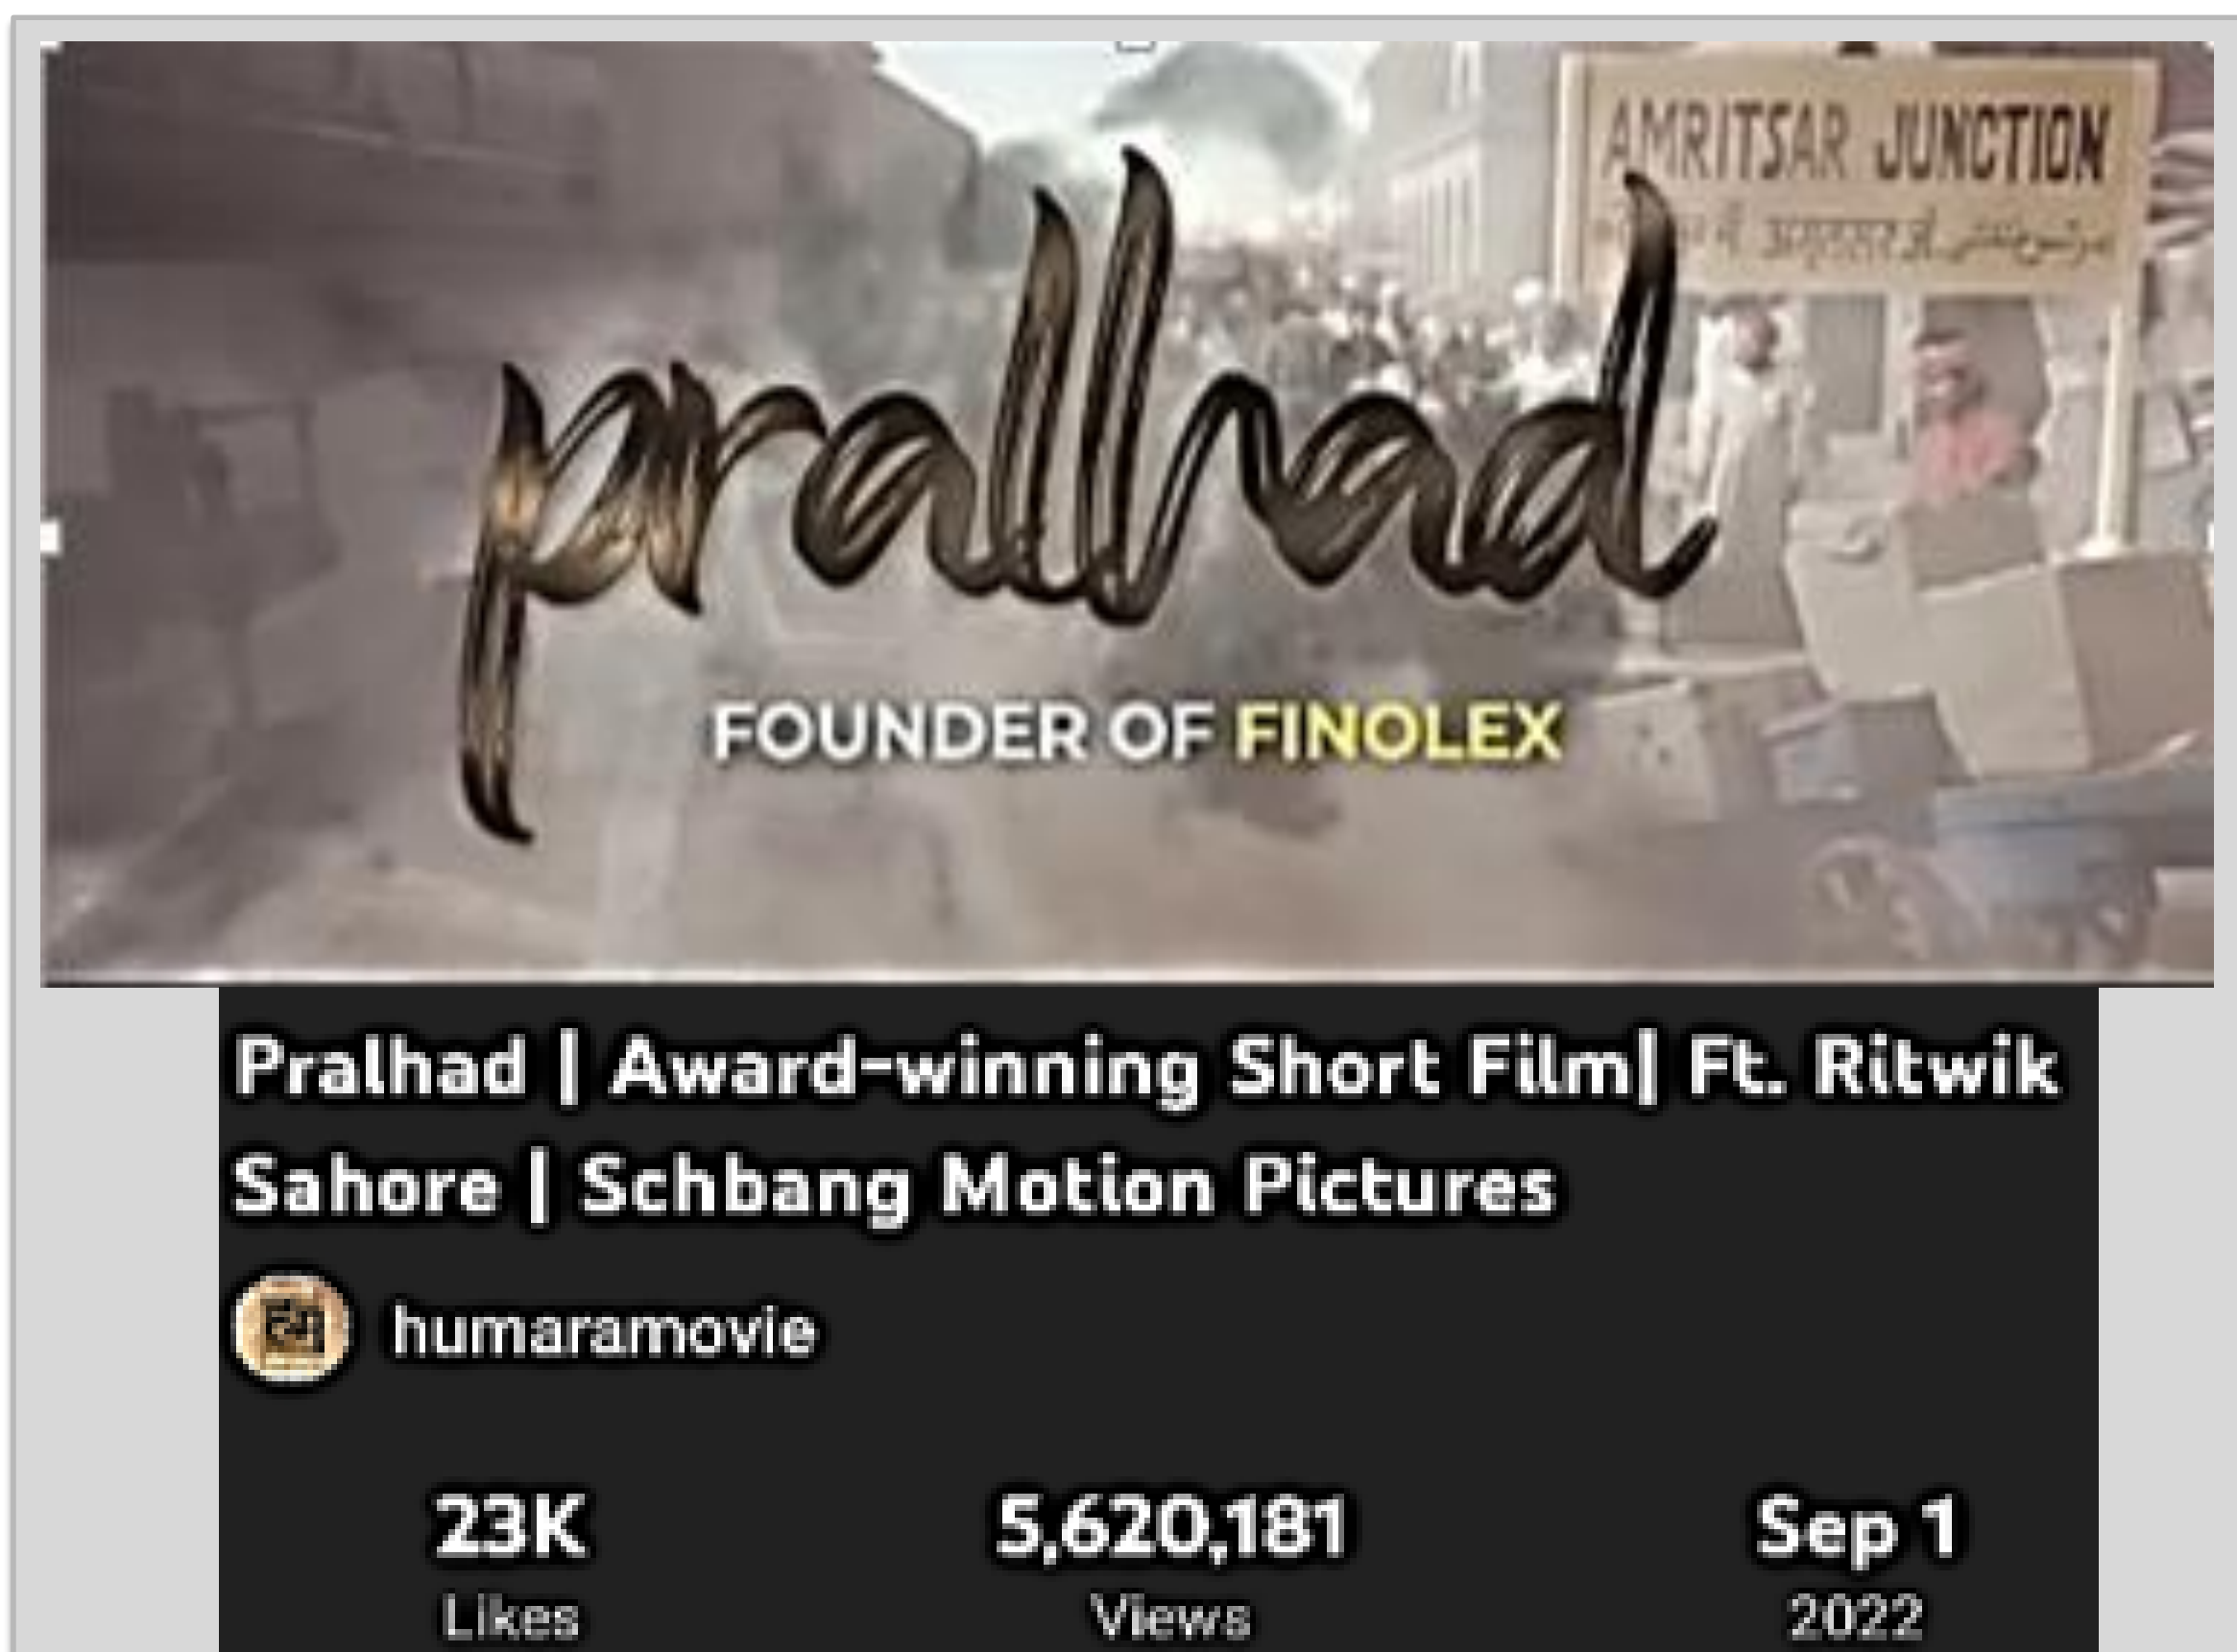 AMRITSAR JUNCTION
pralhad
FOUNDER OF FINOLEX
Pralhad | Award-winning Short Film| Ft. Ritwik
Sahore | Schbang Motion Pictures
humaramovie
23K 5,620,181 Sep 1
Likes Views 2022